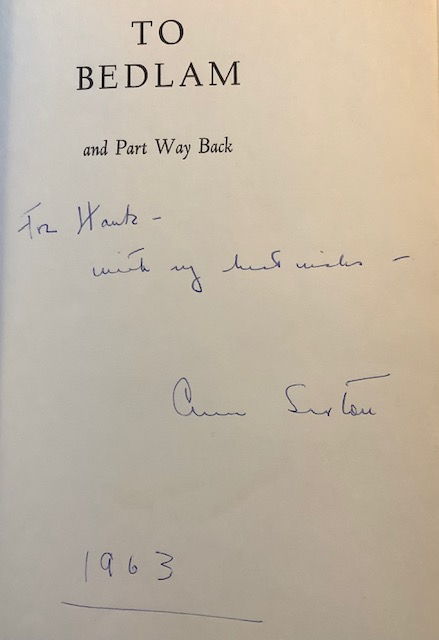 TO
BEDLAM
and Part Way Back
For Hank –
with my best wishes –
Anne Sexton
1963